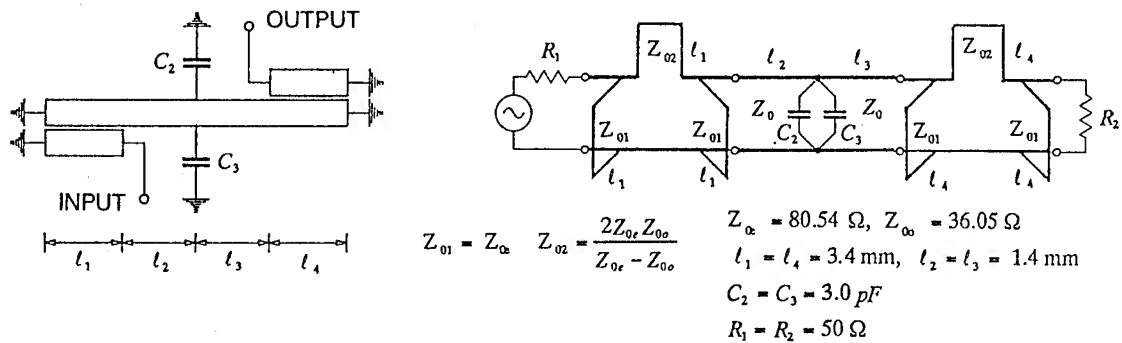 OUTPUT
C₂
C₃
INPUT
ℓ₁ ℓ₂ ℓ₃ ℓ₄
R₁
Z₀₂ ℓ₁
ℓ₂ ℓ₃
Z₀₂ ℓ₄
Z₀ Z₀
C₂ C₃
Z₀₁ Z₀₁
Z₀₁ Z₀₁
R₂
ℓ₁ ℓ₁
ℓ₄ ℓ₄
Z₀₁ = Z₀ₑ Z₀₂ = 2Z₀ₑ Z₀ₒ / Z₀ₑ − Z₀ₒ
Z₀ₑ = 80.54 Ω, Z₀ₒ = 36.05 Ω
ℓ₁ = ℓ₄ = 3.4 mm, ℓ₂ = ℓ₃ = 1.4 mm
C₂ = C₃ = 3.0 pF
R₁ = R₂ = 50 Ω